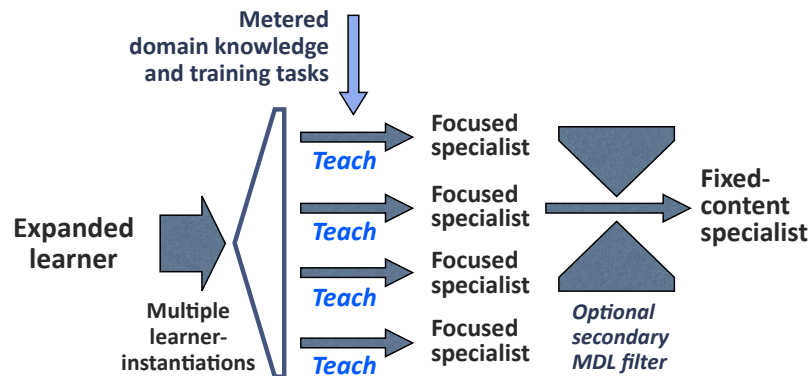 Metered
domain knowledge
and training tasks
Expanded
learner
Multiple
learner-
instantiations
Teach
Focused
specialist
Teach
Focused
specialist
Teach
Focused
specialist
Teach
Focused
specialist
Optional
secondary
MDL filter
Fixed-
content
specialist